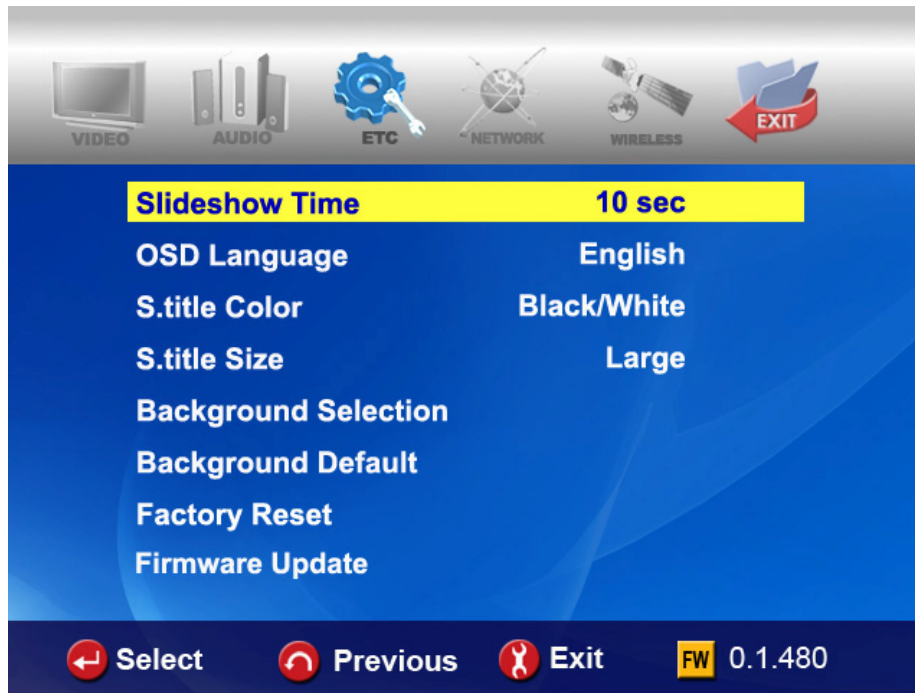 VIDEO AUDIO ETC NETWORK WIRELESS EXIT
Slideshow Time 10 sec
OSD Language English
S.title Color Black/White
S.title Size Large
Background Selection
Background Default
Factory Reset
Firmware Update
Select Previous Exit FW 0.1.480